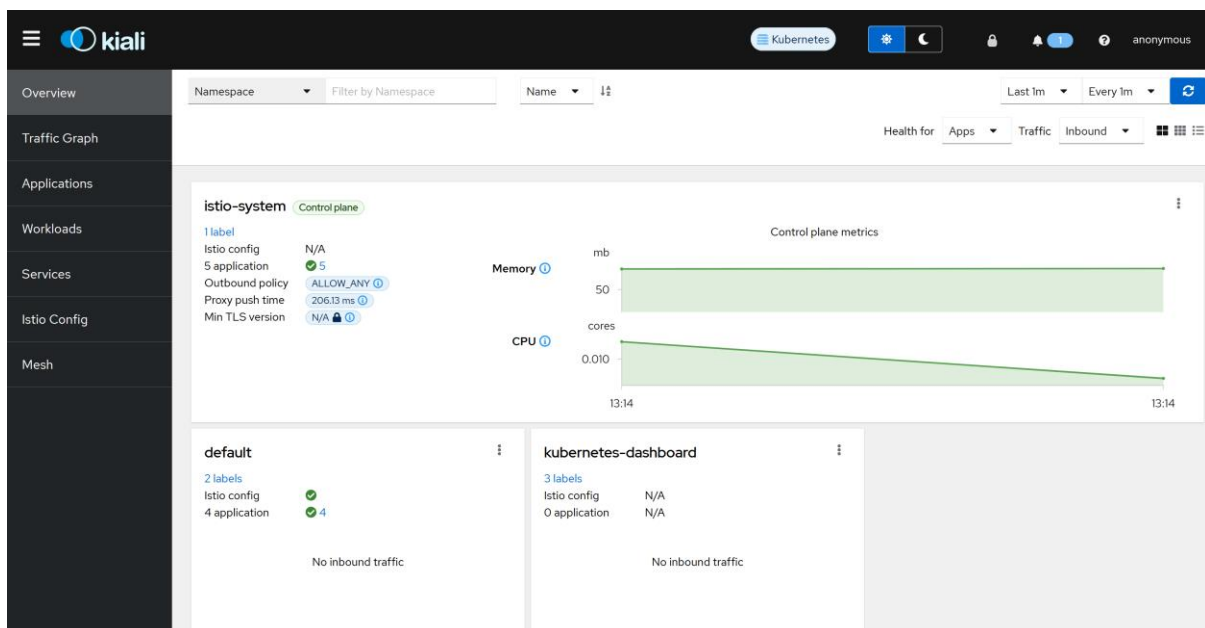 kiali
Kubernetes
1
anonymous
Overview
Traffic Graph
Applications
Workloads
Services
Istio Config
Mesh
Namespace
Filter by Namespace
Name
Last 1m
Every 1m
Health for
Apps
Traffic
Inbound
istio-system Control plane
1 label
Istio config N/A
5 application 5
Outbound policy ALLOW_ANY
Proxy push time 206.13 ms
Min TLS version N/A
Control plane metrics
mb
Memory
50
cores
CPU
0.010
13:14 13:14
default
2 labels
Istio config
4 application 4
No inbound traffic
kubernetes-dashboard
3 labels
Istio config N/A
0 application N/A
No inbound traffic